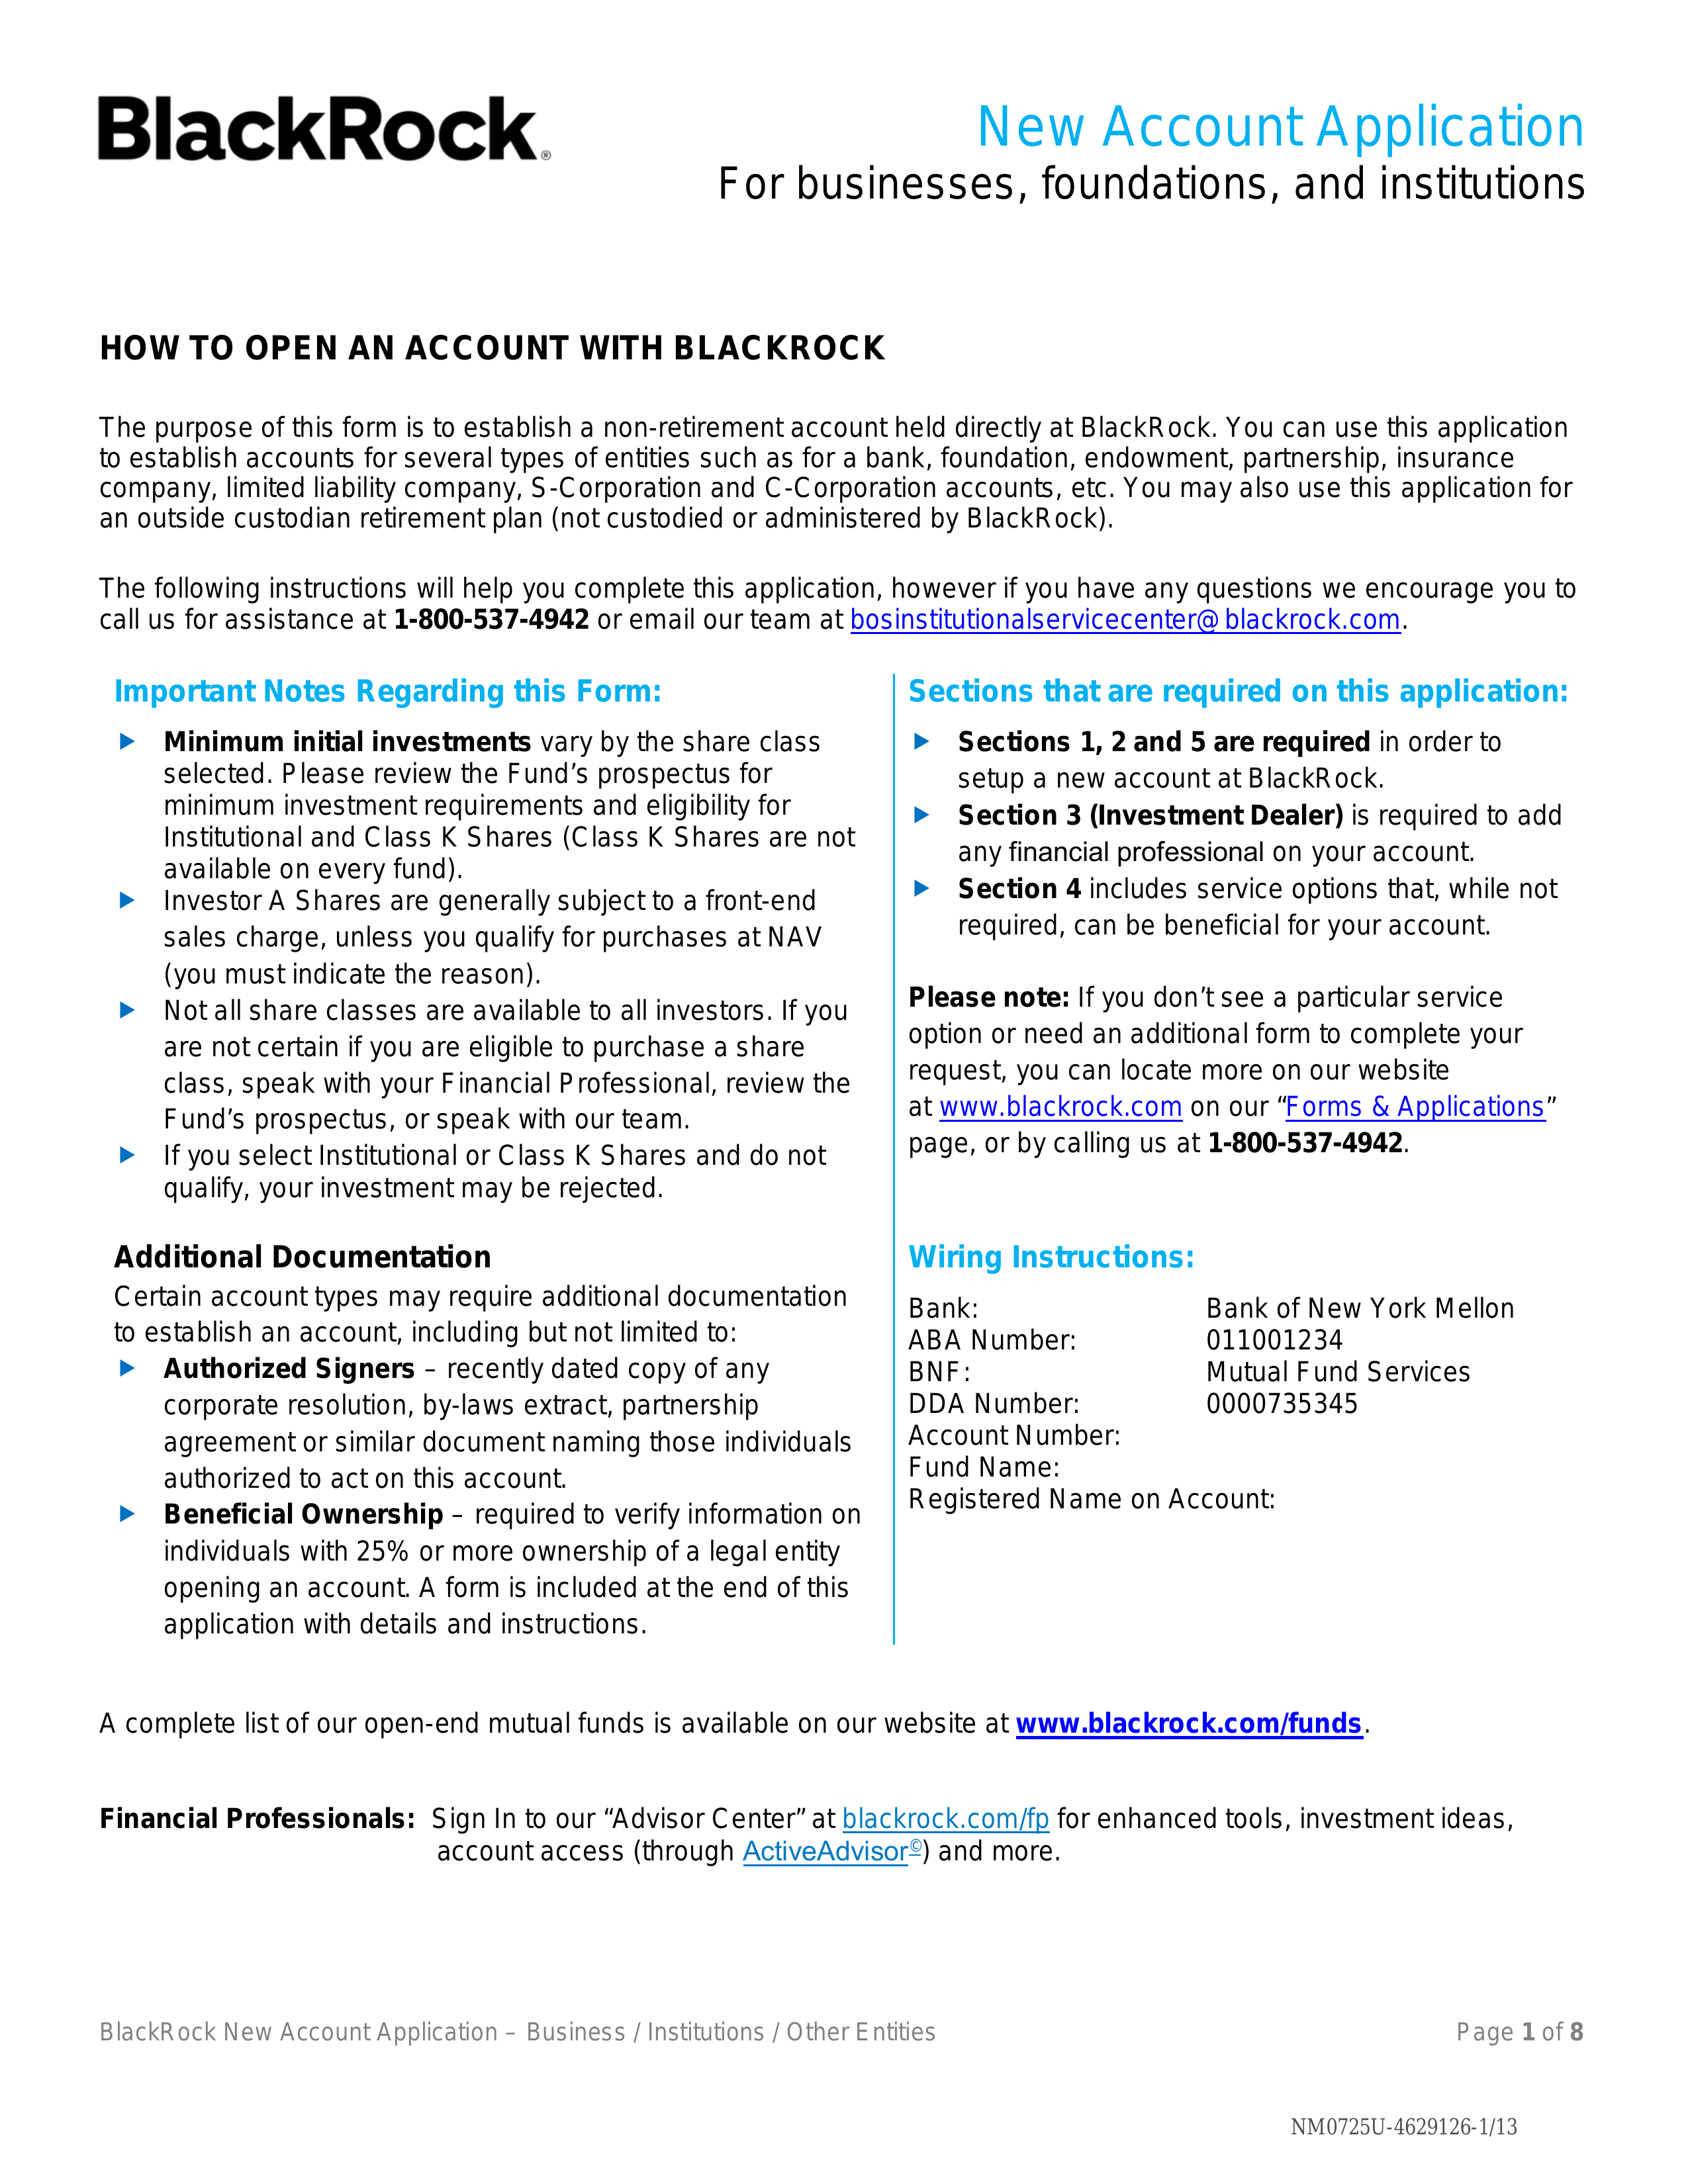 BlackRock®
New Account Application
For businesses, foundations, and institutions
HOW TO OPEN AN ACCOUNT WITH BLACKROCK
The purpose of this form is to establish a non-retirement account held directly at BlackRock. You can use this application
to establish accounts for several types of entities such as for a bank, foundation, endowment, partnership, insurance
company, limited liability company, S-Corporation and C-Corporation accounts, etc. You may also use this application for
an outside custodian retirement plan (not custodied or administered by BlackRock).
The following instructions will help you complete this application, however if you have any questions we encourage you to
call us for assistance at 1-800-537-4942 or email our team at bosinstitutionalservicecenter@blackrock.com.
Important Notes Regarding this Form:
Minimum initial investments vary by the share class
selected. Please review the Fund’s prospectus for
minimum investment requirements and eligibility for
Institutional and Class K Shares (Class K Shares are not
available on every fund).
Investor A Shares are generally subject to a front-end
sales charge, unless you qualify for purchases at NAV
(you must indicate the reason).
Not all share classes are available to all investors. If you
are not certain if you are eligible to purchase a share
class, speak with your Financial Professional, review the
Fund’s prospectus, or speak with our team.
If you select Institutional or Class K Shares and do not
qualify, your investment may be rejected.
Additional Documentation
Certain account types may require additional documentation
to establish an account, including but not limited to:
Authorized Signers – recently dated copy of any
corporate resolution, by-laws extract, partnership
agreement or similar document naming those individuals
authorized to act on this account.
Beneficial Ownership – required to verify information on
individuals with 25% or more ownership of a legal entity
opening an account. A form is included at the end of this
application with details and instructions.
Sections that are required on this application:
Sections 1, 2 and 5 are required in order to
setup a new account at BlackRock.
Section 3 (Investment Dealer) is required to add
any financial professional on your account.
Section 4 includes service options that, while not
required, can be beneficial for your account.
Please note: If you don’t see a particular service
option or need an additional form to complete your
request, you can locate more on our website
at www.blackrock.com on our “Forms & Applications”
page, or by calling us at 1-800-537-4942.
Wiring Instructions:
Bank: Bank of New York Mellon
ABA Number: 011001234
BNF: Mutual Fund Services
DDA Number: 0000735345
Account Number:
Fund Name:
Registered Name on Account:
A complete list of our open-end mutual funds is available on our website at www.blackrock.com/funds.
Financial Professionals: Sign In to our “Advisor Center” at blackrock.com/fp for enhanced tools, investment ideas,
account access (through ActiveAdvisor©) and more.
BlackRock New Account Application – Business / Institutions / Other Entities
Page 1 of 8
NM0725U-4629126-1/13